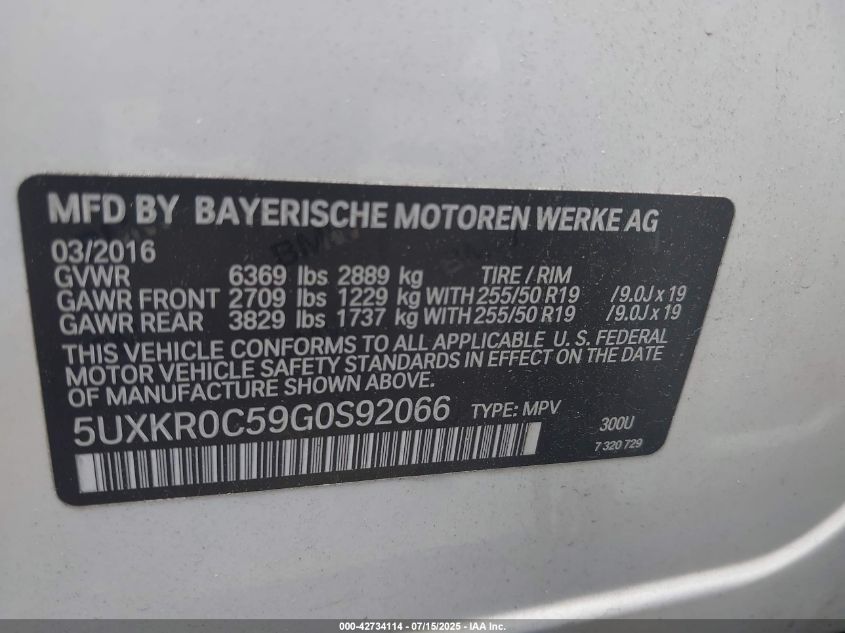 MFD BY BAYERISCHE MOTOREN WERKE AG
03/2016
GVWR 6369 lbs 2889 kg TIRE / RIM
GAWR FRONT 2709 lbs 1229 kg WITH 255/50 R19 /9.0J x 19
GAWR REAR 3829 lbs 1737 kg WITH 255/50 R19 /9.0J x 19
THIS VEHICLE CONFORMS TO ALL APPLICABLE U. S. FEDERAL
MOTOR VEHICLE SAFETY STANDARDS IN EFFECT ON THE DATE
OF MANUFACTURE SHOWN ABOVE.
5UXKR0C59G0S92066 TYPE: MPV 300U
7 320 729
000-42734114 - 07/15/2025 - IAA Inc.